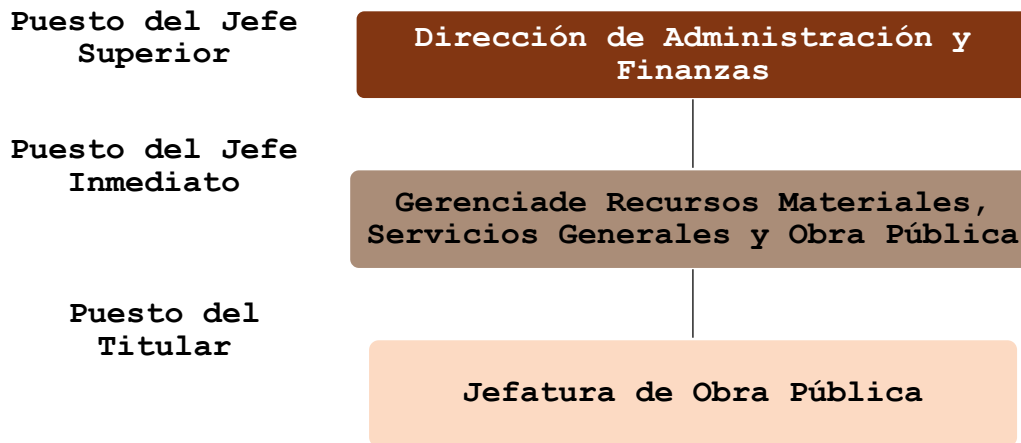 Puesto del Jefe
Superior
Dirección de Administración y
Finanzas
Puesto del Jefe
Inmediato
Gerenciade Recursos Materiales,
Servicios Generales y Obra Pública
Puesto del
Titular
Jefatura de Obra Pública